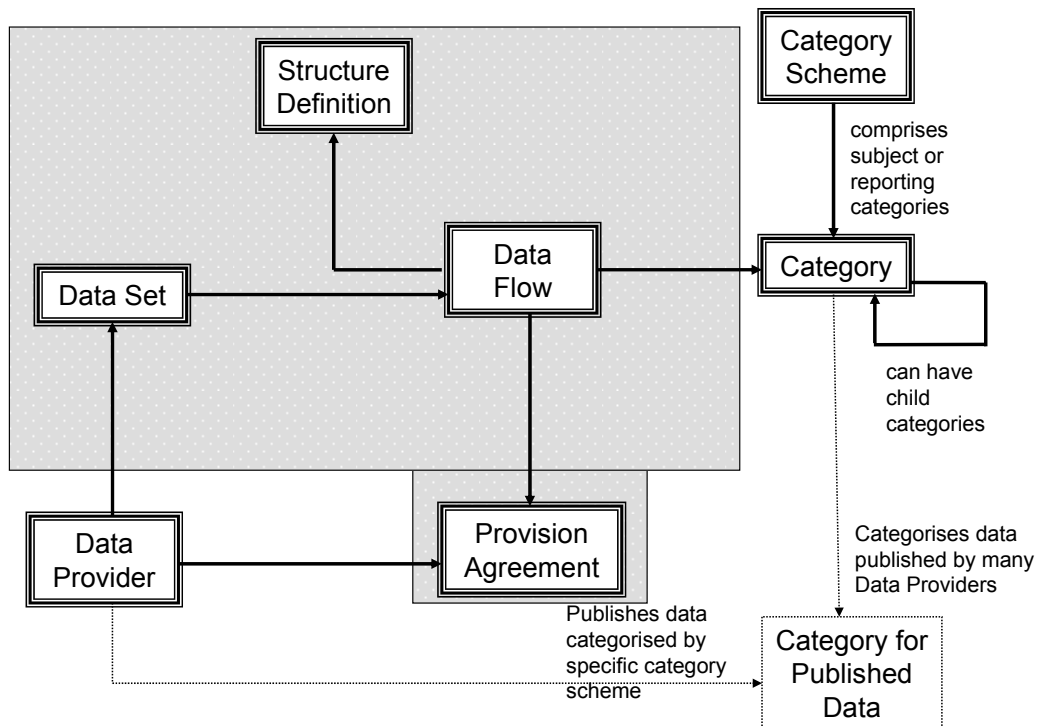 Structure
Definition
Category
Scheme
comprises
subject or
reporting
categories
Data
Flow
Category
Data Set
can have
child
categories
Data
Provider
Provision
Agreement
Categorises data
published by many
Data Providers
Publishes data
categorised by
specific category
scheme
Category for
Published
Data